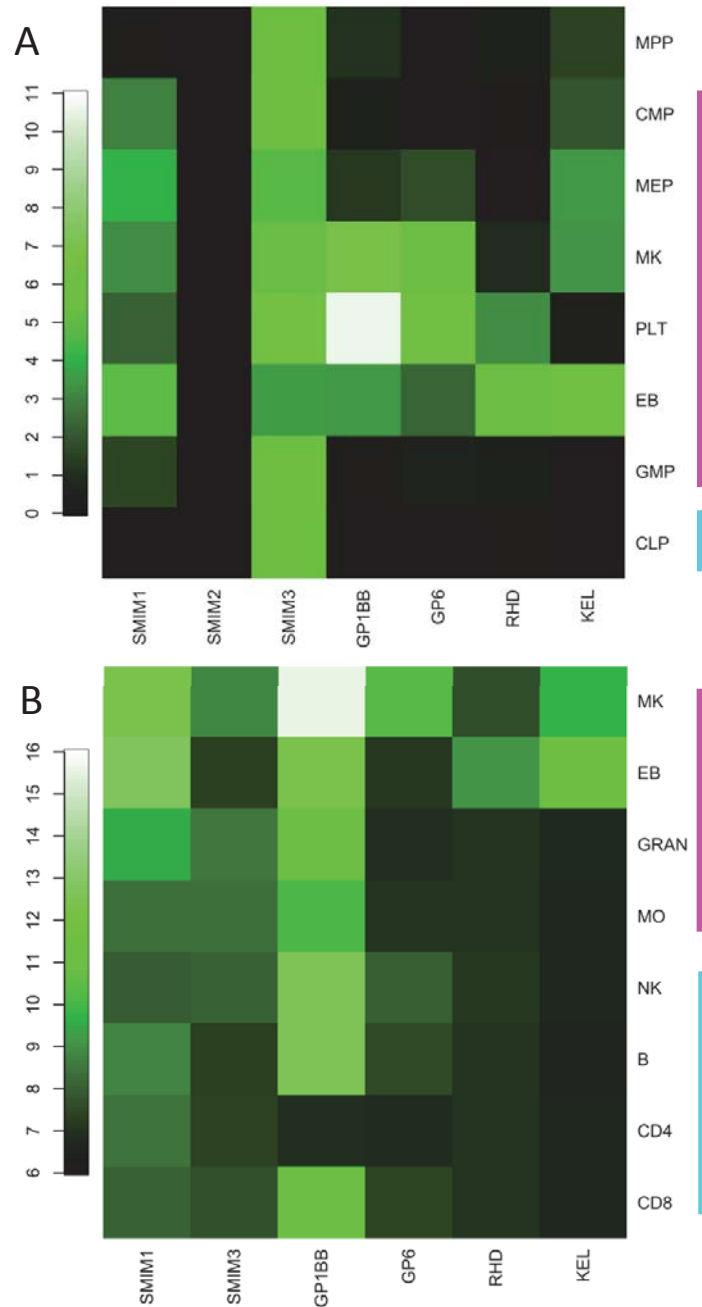 A
MPP
CMP
MEP
MK
PLT
EB
GMP
CLP
11
10
9
8
7
6
5
4
3
2
1
0
SMIM1
SMIM2
SMIM3
GP1BB
GP6
RHD
KEL
B
MK
EB
GRAN
MO
NK
B
CD4
CD8
16
15
14
13
12
11
10
9
8
7
6
SMIM1
SMIM3
GP1BB
GP6
RHD
KEL